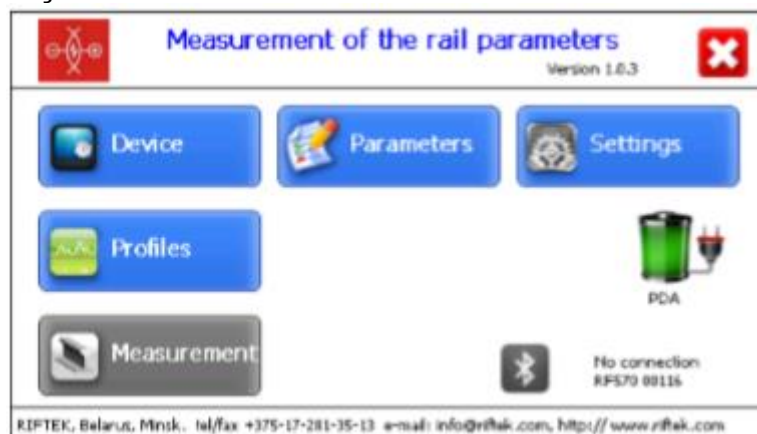 Measurement of the rail parameters
Version 1.0.3
Device
Parameters
Settings
Profiles
PDA
Measurement
No connection
RF570 00116
RIFTEK, Belarus, Minsk. tel/fax +375-17-281-35-13 e-mail: info@riftek.com, http://www.riftek.com